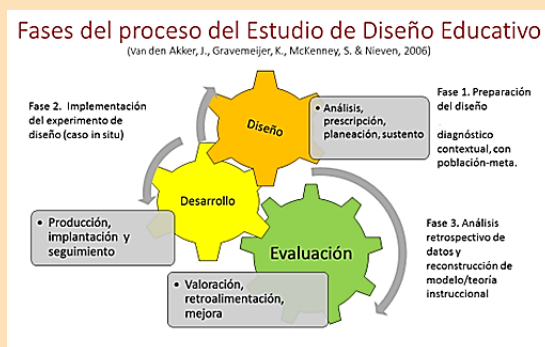 Fases del proceso del Estudio de Diseño Educativo
(Van den Akker, J., Gravemeijer, K., McKenney, S. & Nieven, 2006)
Fase 2. Implementación
del experimento de
diseño (caso in situ)
Diseño
• Análisis,
prescripción,
planeación, sustento
Fase 1. Preparación
del diseño
diagnóstico
contextual, con
población-meta.
Desarrollo
• Producción,
implantación y
seguimiento
Evaluación
• Valoración,
retroalimentación,
mejora
Fase 3. Análisis
retrospectivo de
datos y
reconstrucción de
modelo/teoría
instruccional